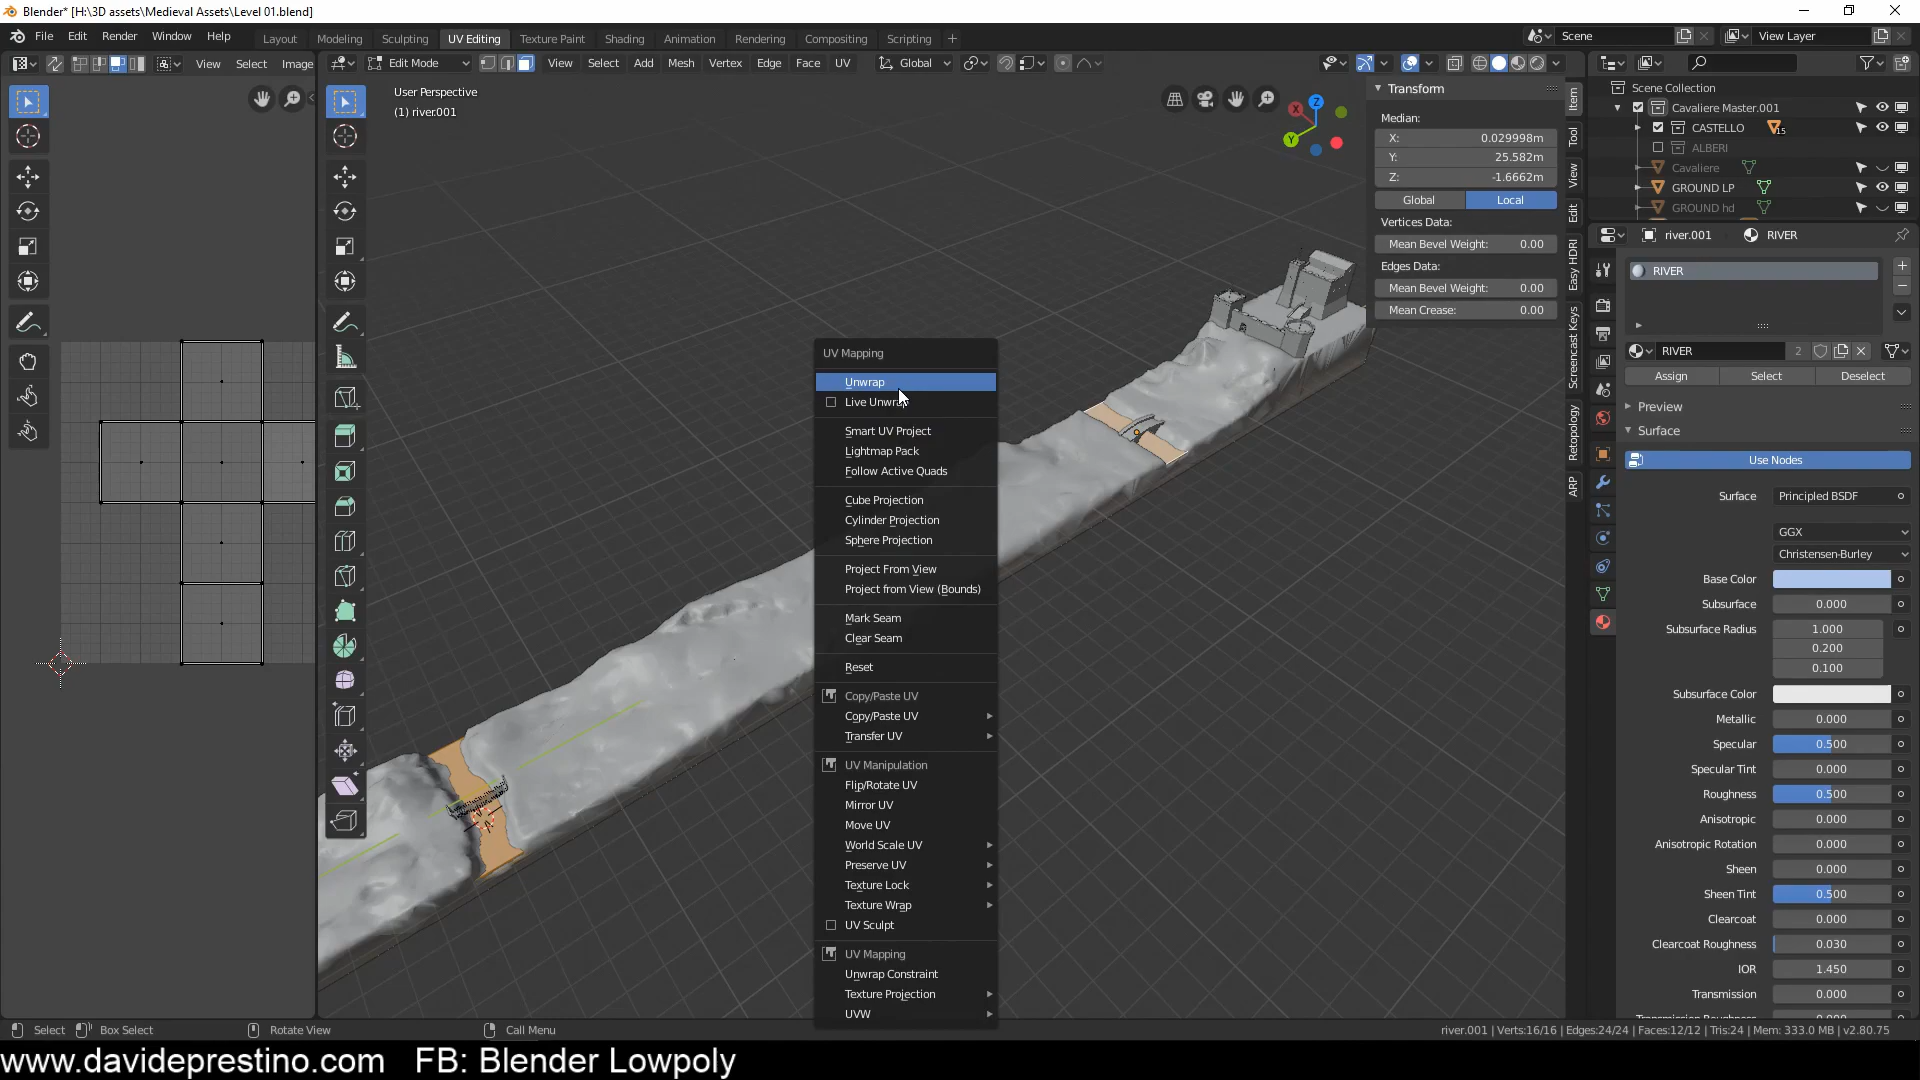 Blender* [H:\3D assets\Medieval Assets\Level 01.blend]
File Edit Render Window Help Layout Modeling Sculpting UV Editing Texture Paint Shading Animation Rendering Compositing Scripting Scene View Layer
View Select Image Edit Mode View Select Add Mesh Vertex Edge Face UV Global
User Perspective
(1) river.001
Transform
Median:
X: 0.029998m
Y: 25.582m
Z: -1.6662m
Global Local
Vertices Data:
Mean Bevel Weight: 0.00
Edges Data:
Mean Bevel Weight: 0.00
Mean Crease: 0.00
Item
Tool
View
Edit
Easy HDRI
Screencast Keys
Retopology
ARP
X
Y
Z
UV Mapping
Unwrap
Live Unwrap
Smart UV Project
Lightmap Pack
Follow Active Quads
Cube Projection
Cylinder Projection
Sphere Projection
Project From View
Project from View (Bounds)
Mark Seam
Clear Seam
Reset
Copy/Paste UV
Copy/Paste UV
Transfer UV
UV Manipulation
Flip/Rotate UV
Mirror UV
Move UV
World Scale UV
Preserve UV
Texture Lock
Texture Wrap
UV Sculpt
UV Mapping
Unwrap Constraint
Texture Projection
UVW
Scene Collection
Cavaliere Master.001
CASTELLO 15
ALBERI
Cavaliere
GROUND LP
GROUND hd
river.001 RIVER
RIVER
RIVER 2
Assign Select Deselect
Preview
Surface
Use Nodes
Surface Principled BSDF
GGX
Christensen-Burley
Base Color
Subsurface 0.000
Subsurface Radius 1.000
0.200
0.100
Subsurface Color
Metallic 0.000
Specular 0.500
Specular Tint 0.000
Roughness 0.500
Anisotropic 0.000
Anisotropic Rotation 0.000
Sheen 0.000
Sheen Tint 0.500
Clearcoat 0.000
Clearcoat Roughness 0.030
IOR 1.450
Transmission 0.000
Select Box Select Rotate View Call Menu river.001 | Verts:16/16 | Edges:24/24 | Faces:12/12 | Tris:24 | Mem: 333.0 MB | v2.80.75
www.davideprestino.com FB: Blender Lowpoly